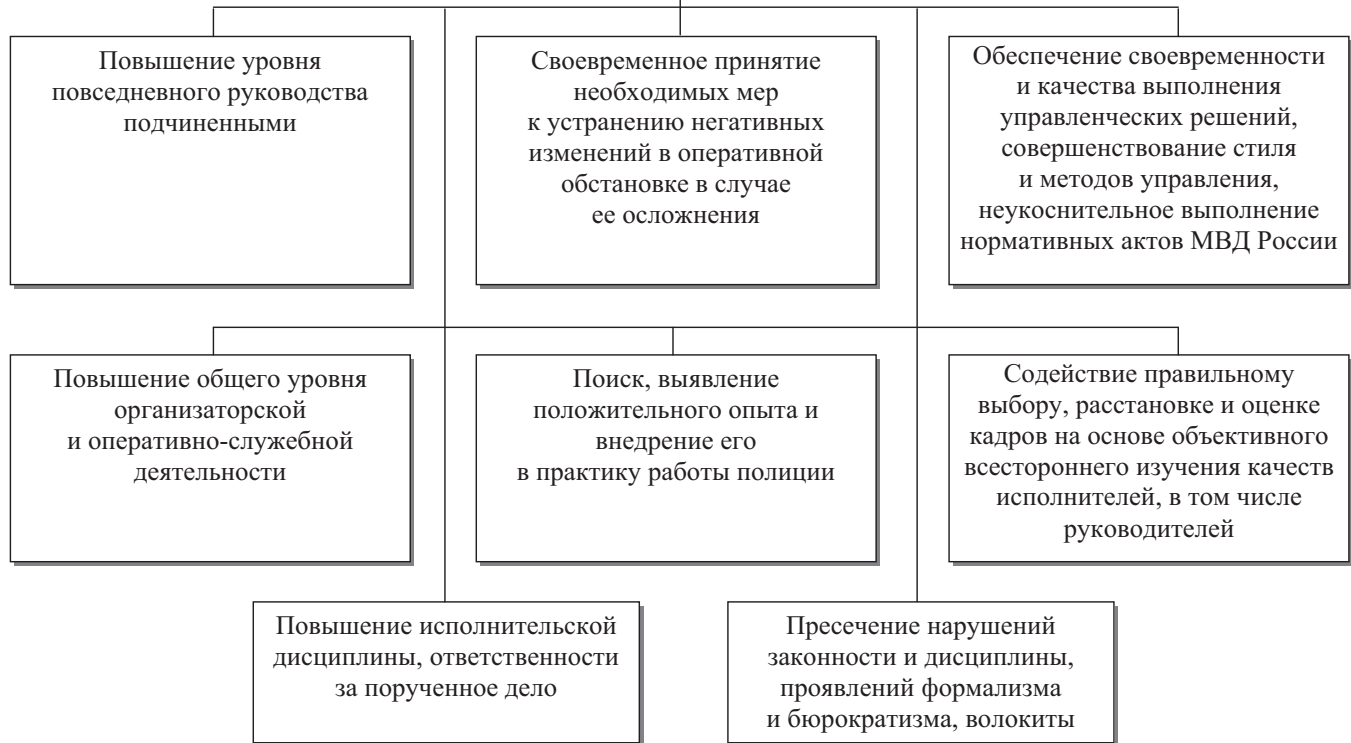 Повышение уровня
повседневного руководства
подчиненными
Своевременное принятие
необходимых мер
к устранению негативных
изменений в оперативной
обстановке в случае
ее осложнения
Обеспечение своевременности
и качества выполнения
управленческих решений,
совершенствование стиля
и методов управления,
неукоснительное выполнение
нормативных актов МВД России
Повышение общего уровня
организаторской
и оперативно-служебной
деятельности
Поиск, выявление
положительного опыта и
внедрение его
в практику работы полиции
Содействие правильному
выбору, расстановке и оценке
кадров на основе объективного
всестороннего изучения качеств
исполнителей, в том числе
руководителей
Повышение исполнительской
дисциплины, ответственности
за порученное дело
Пресечение нарушений
законности и дисциплины,
проявлений формализма
и бюрократизма, волокиты